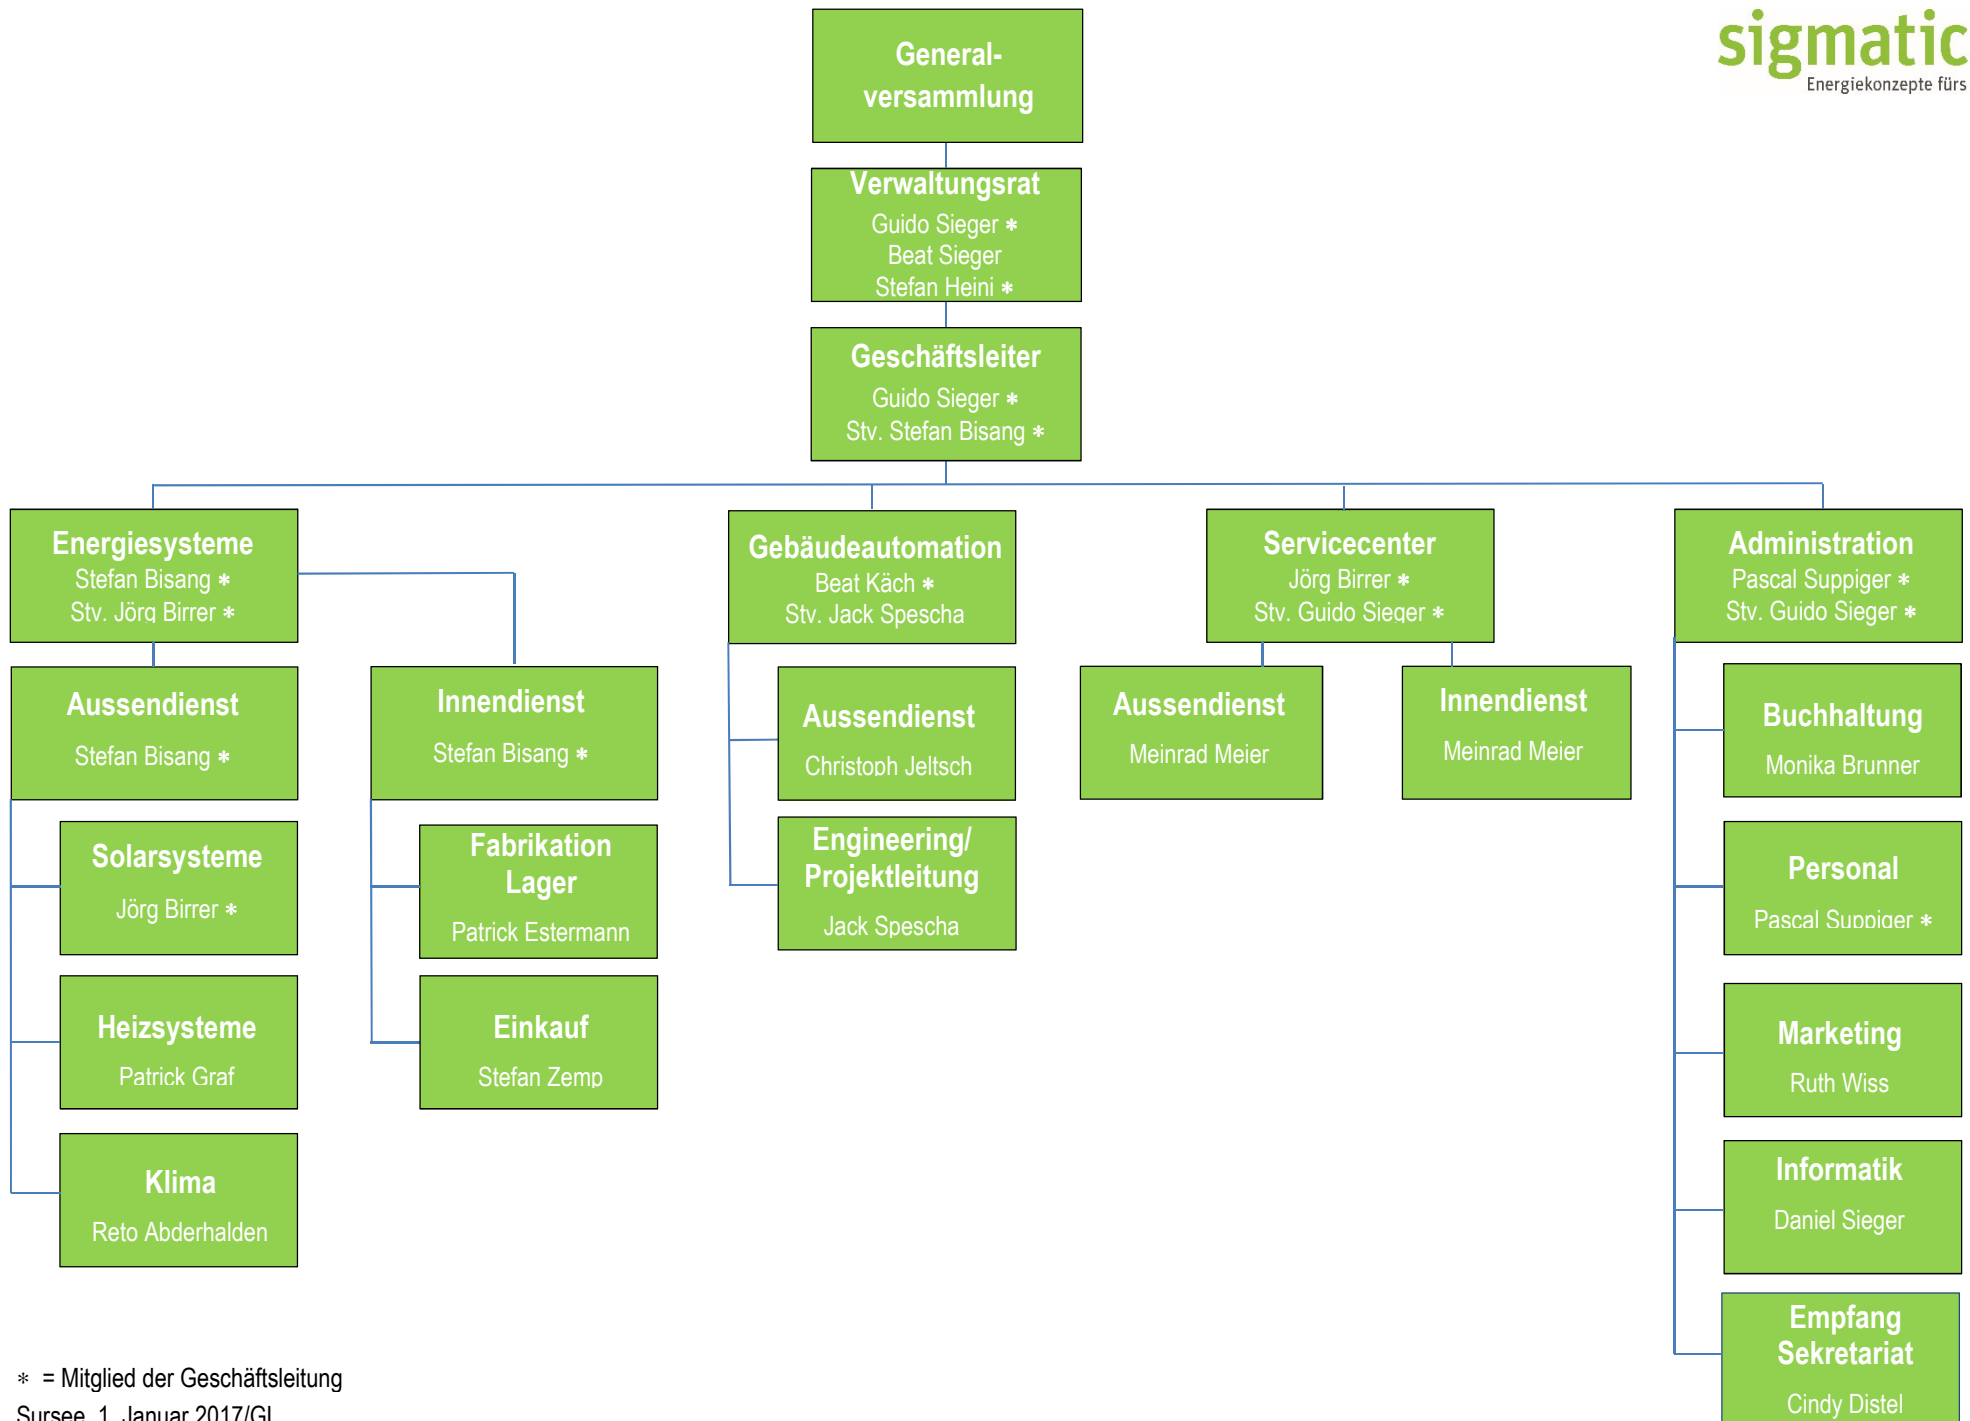 sigmatic
Energiekonzepte fürs
General-
versammlung
Verwaltungsrat
Guido Sieger *
Beat Sieger
Stefan Heini *
Geschäftsleiter
Guido Sieger *
Stv. Stefan Bisang *
Energiesysteme
Stefan Bisang *
Stv. Jörg Birrer *
Gebäudeautomation
Beat Käch *
Stv. Jack Spescha
Servicecenter
Jörg Birrer *
Stv. Guido Sieger *
Administration
Pascal Suppiger *
Stv. Guido Sieger *
Aussendienst
Stefan Bisang *
Innendienst
Stefan Bisang *
Aussendienst
Christoph Jeltsch
Aussendienst
Meinrad Meier
Innendienst
Meinrad Meier
Buchhaltung
Monika Brunner
Solarsysteme
Jörg Birrer *
Fabrikation
Lager
Patrick Estermann
Engineering/
Projektleitung
Jack Spescha
Personal
Pascal Suppiger *
Heizsysteme
Patrick Graf
Einkauf
Stefan Zemp
Marketing
Ruth Wiss
Klima
Reto Abderhalden
Informatik
Daniel Sieger
Empfang
Sekretariat
Cindy Distel
* = Mitglied der Geschäftsleitung
Sursee, 1. Januar 2017/GL